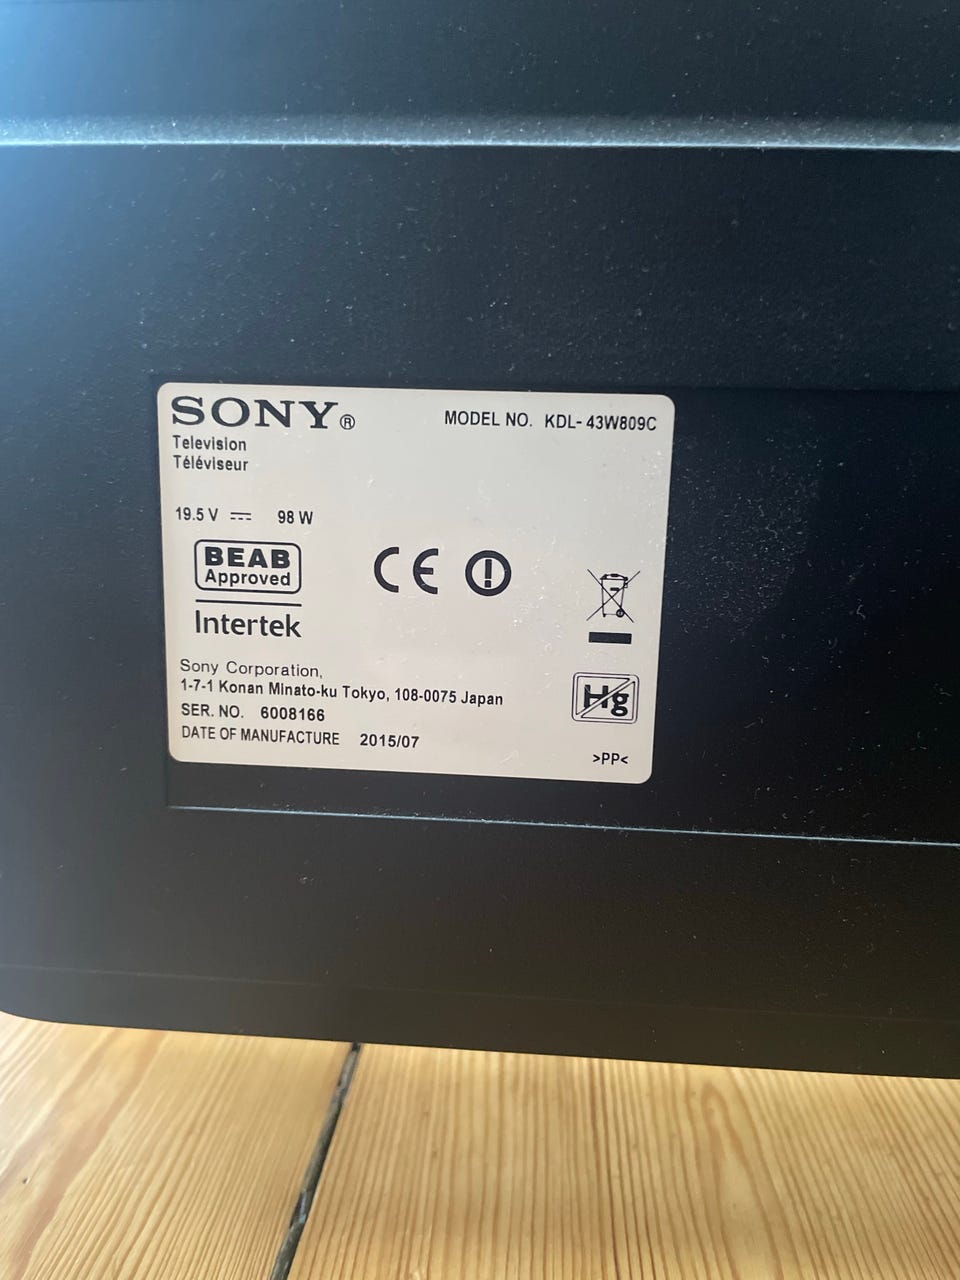 SONY®
MODEL NO. KDL-43W809C
Television
Téléviseur
19.5 V ⎓ 98 W
BEAB
Approved
Intertek
CE
Hg
Sony Corporation,
1-7-1 Konan Minato-ku Tokyo, 108-0075 Japan
SER. NO. 6008166
DATE OF MANUFACTURE 2015/07
>PP<